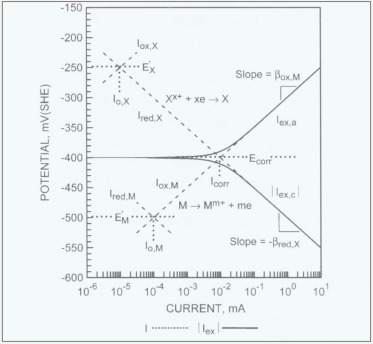 -150
-200
-250
-300
-350
-400
-450
-500
-550
-600
POTENTIAL, mV(SHE)
I_ox,X
E'_X
I_o,X
X^x+ + xe → X
I_red,X
Slope = β_ox,M
I_ex,a
E_corr
I_corr
I_ox,M
|I_ex,c|
I_red,M
M → M^m+ + me
E'_M
I_o,M
Slope = -β_red,X
10^-6 10^-5 10^-4 10^-3 10^-2 10^-1 10^0 10^1
CURRENT, mA
I |I_ex|